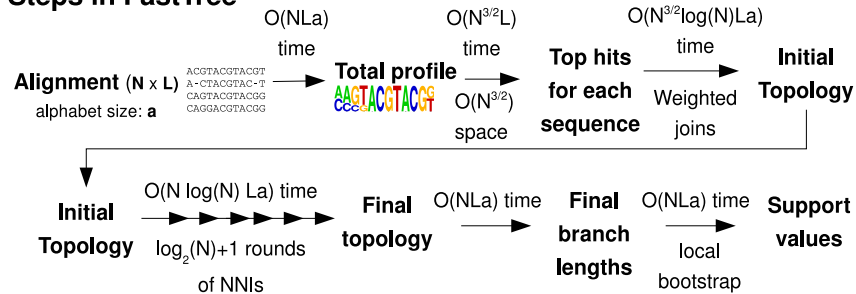 Steps in FastTree
O(NLa)
time
O(N^{3/2}L)
time
O(N^{3/2}log(N)La)
time
Alignment (N x L)
alphabet size: a
ACGTACGTACGT
A-CTACGTAC-T
CAGTACGTACGG
CAGGACGTACGG
Total profile
O(N^{3/2})
space
Top hits
for each
sequence
Weighted
joins
Initial
Topology
Initial
Topology
O(N log(N) La) time
log_2(N)+1 rounds
of NNIs
Final
topology
O(NLa) time
Final
branch
lengths
O(NLa) time
local
bootstrap
Support
values